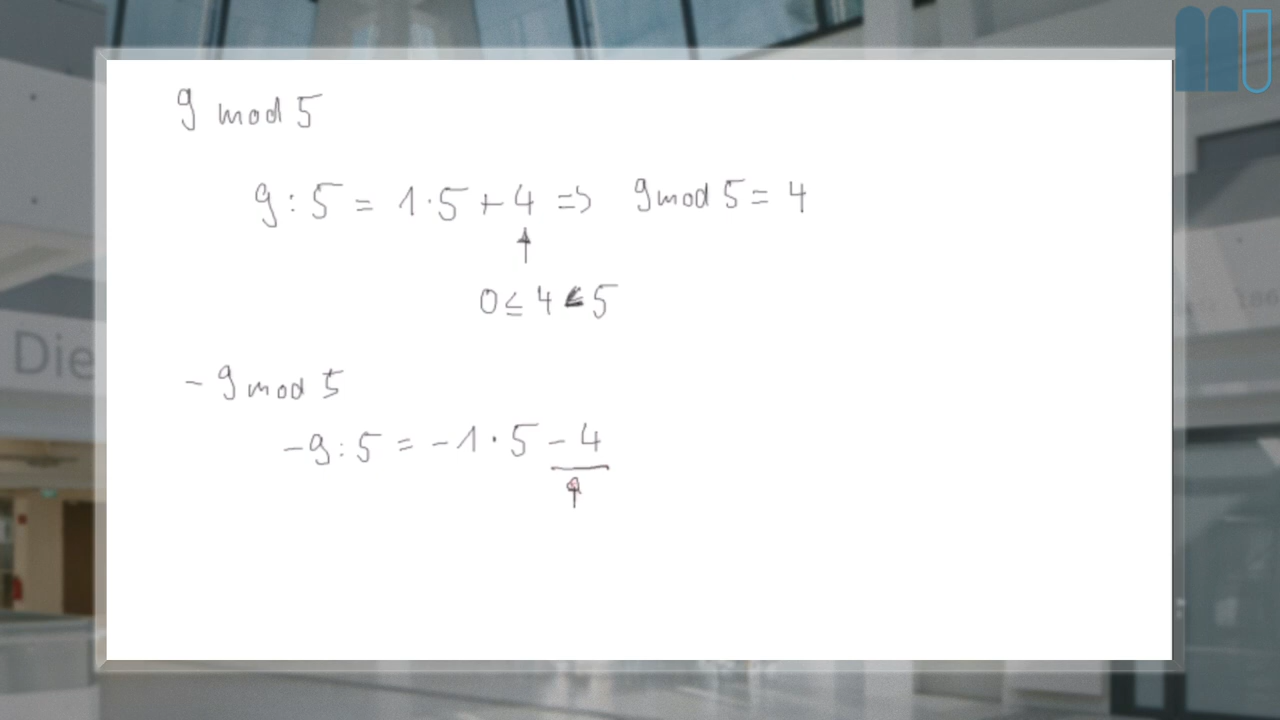 9 mod 5
9 : 5 = 1 · 5 + 4 => 9 mod 5 = 4
↑
0 ≤ 4 < 5
- 9 mod 5
- 9 : 5 = - 1 · 5 - 4
↑
Die